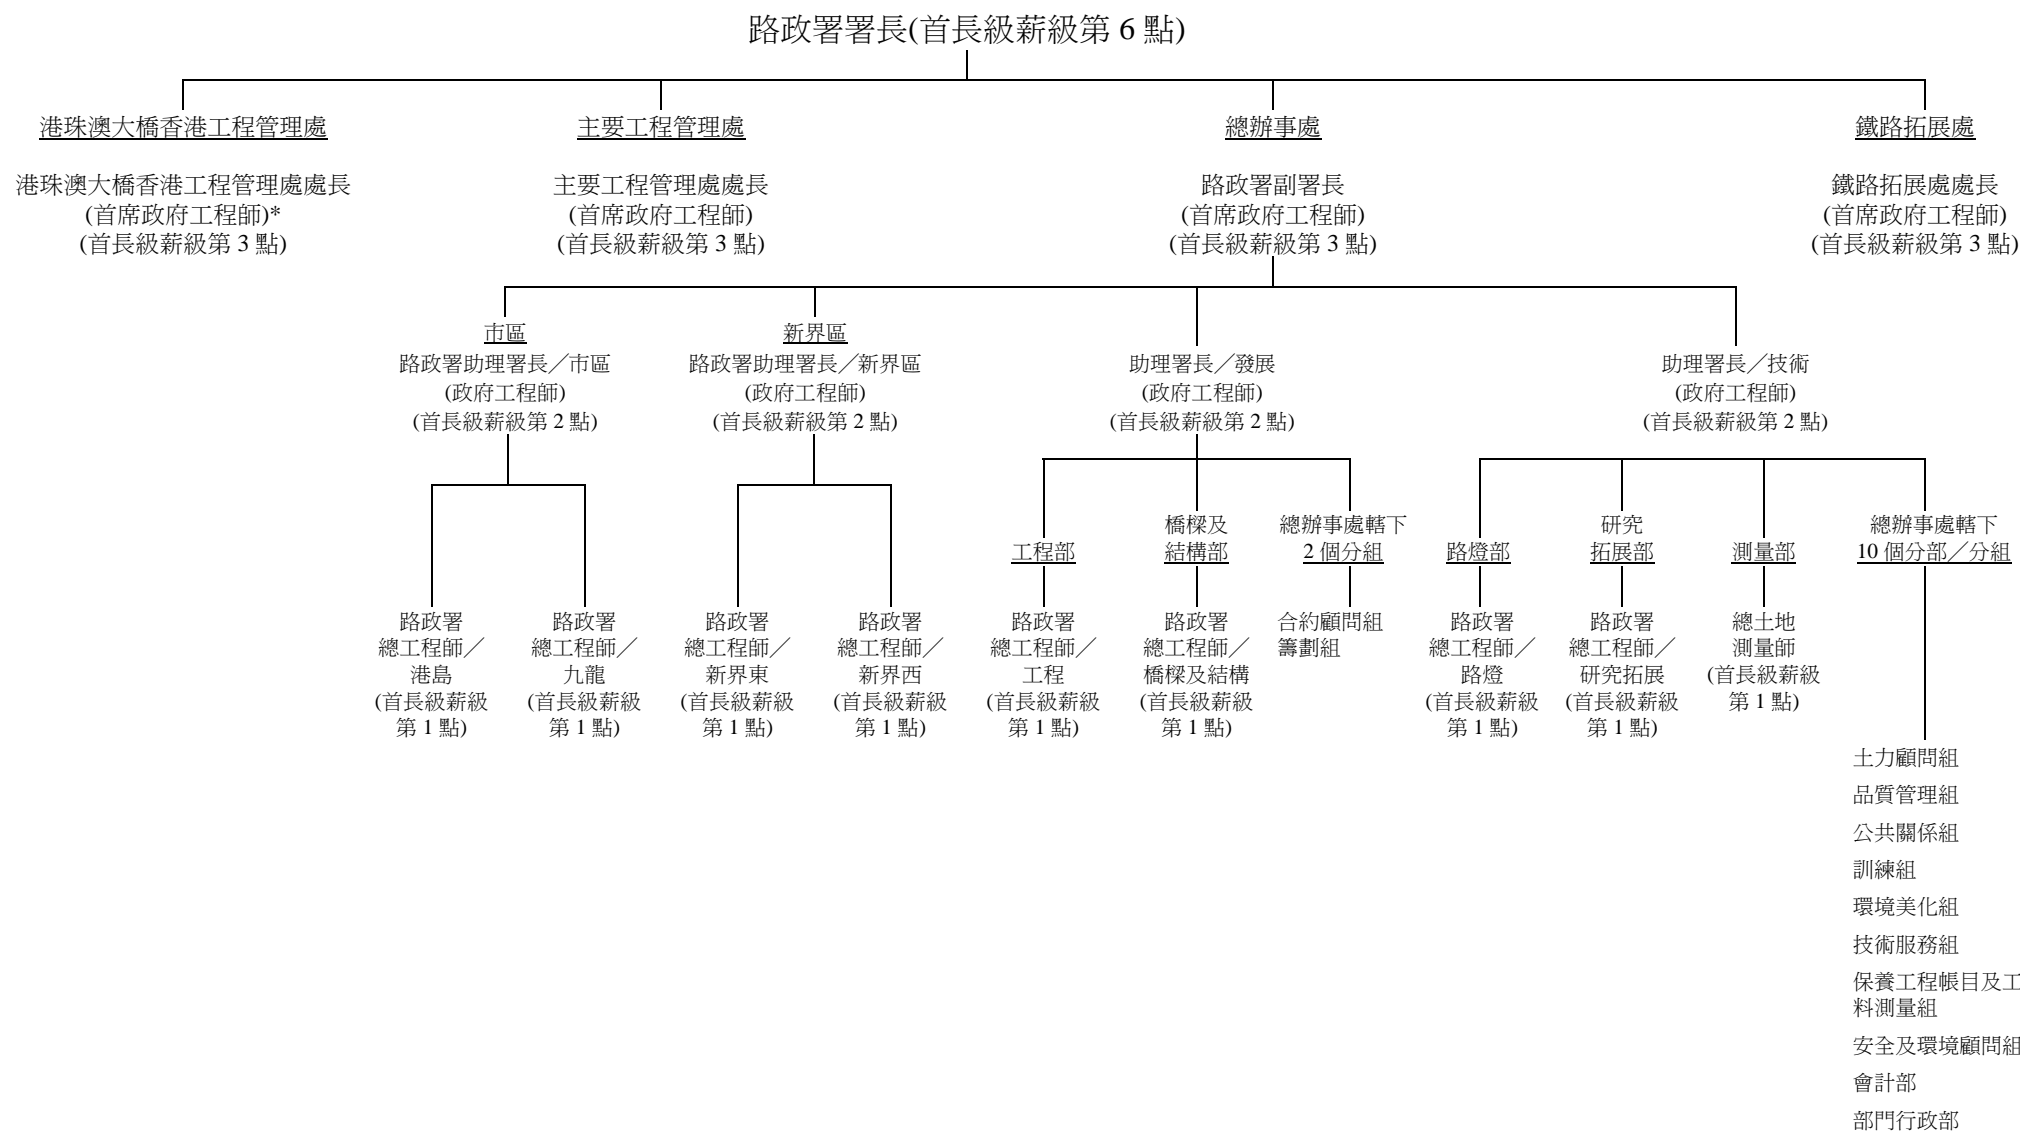 路政署署長(首長級薪級第 6 點)
港珠澳大橋香港工程管理處
港珠澳大橋香港工程管理處處長
(首席政府工程師)*
(首長級薪級第 3 點)
主要工程管理處
主要工程管理處處長
(首席政府工程師)
(首長級薪級第 3 點)
總辦事處
路政署副署長
(首席政府工程師)
(首長級薪級第 3 點)
鐵路拓展處
鐵路拓展處處長
(首席政府工程師)
(首長級薪級第 3 點)
市區
路政署助理署長／市區
(政府工程師)
(首長級薪級第 2 點)
新界區
路政署助理署長／新界區
(政府工程師)
(首長級薪級第 2 點)
助理署長／發展
(政府工程師)
(首長級薪級第 2 點)
助理署長／技術
(政府工程師)
(首長級薪級第 2 點)
路政署
總工程師／
港島
(首長級薪級
第 1 點)
路政署
總工程師／
九龍
(首長級薪級
第 1 點)
路政署
總工程師／
新界東
(首長級薪級
第 1 點)
路政署
總工程師／
新界西
(首長級薪級
第 1 點)
工程部
路政署
總工程師／
工程
(首長級薪級
第 1 點)
橋樑及
結構部
路政署
總工程師／
橋樑及結構
(首長級薪級
第 1 點)
總辦事處轄下
2 個分組
合約顧問組
籌劃組
路燈部
路政署
總工程師／
路燈
(首長級薪級
第 1 點)
研究
拓展部
路政署
總工程師／
研究拓展
(首長級薪級
第 1 點)
測量部
總土地
測量師
(首長級薪級
第 1 點)
總辦事處轄下
10 個分部／分組
土力顧問組
品質管理組
公共關係組
訓練組
環境美化組
技術服務組
保養工程帳目及工
料測量組
安全及環境顧問組
會計部
部門行政部